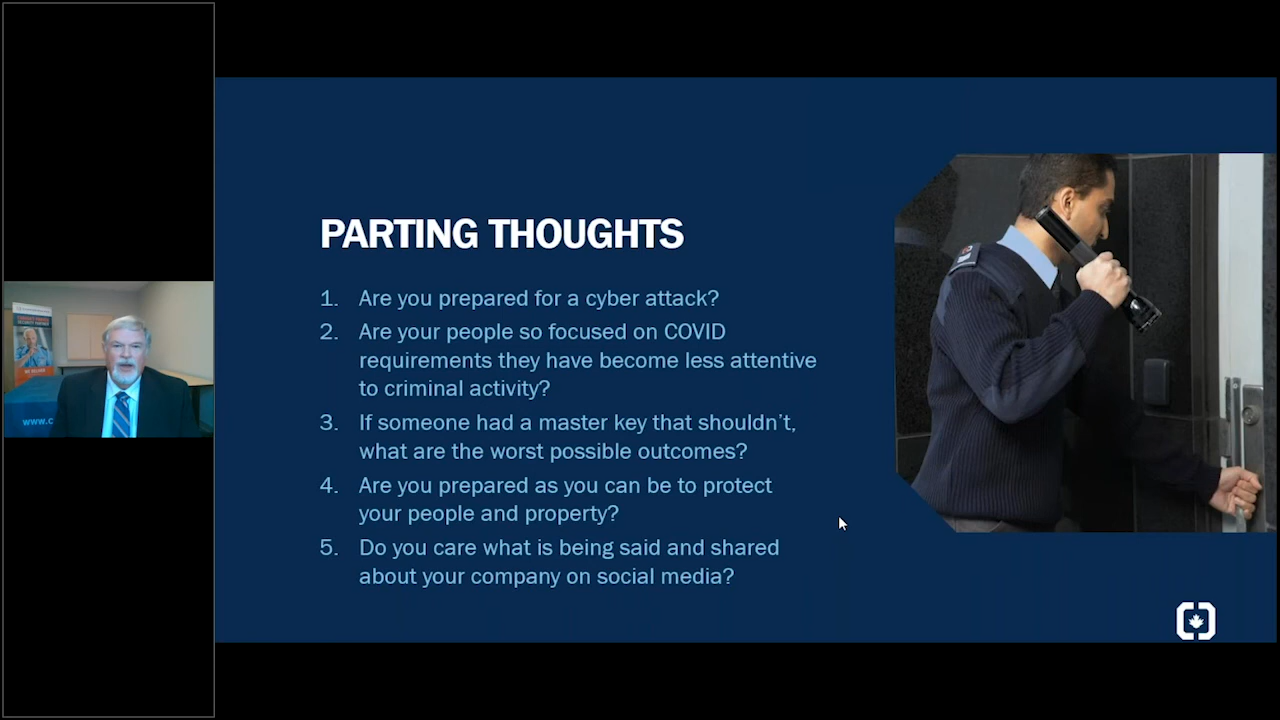 PARTING THOUGHTS
1. Are you prepared for a cyber attack?
2. Are your people so focused on COVID
requirements they have become less attentive
to criminal activity?
3. If someone had a master key that shouldn’t,
what are the worst possible outcomes?
4. Are you prepared as you can be to protect
your people and property?
5. Do you care what is being said and shared
about your company on social media?
www.c